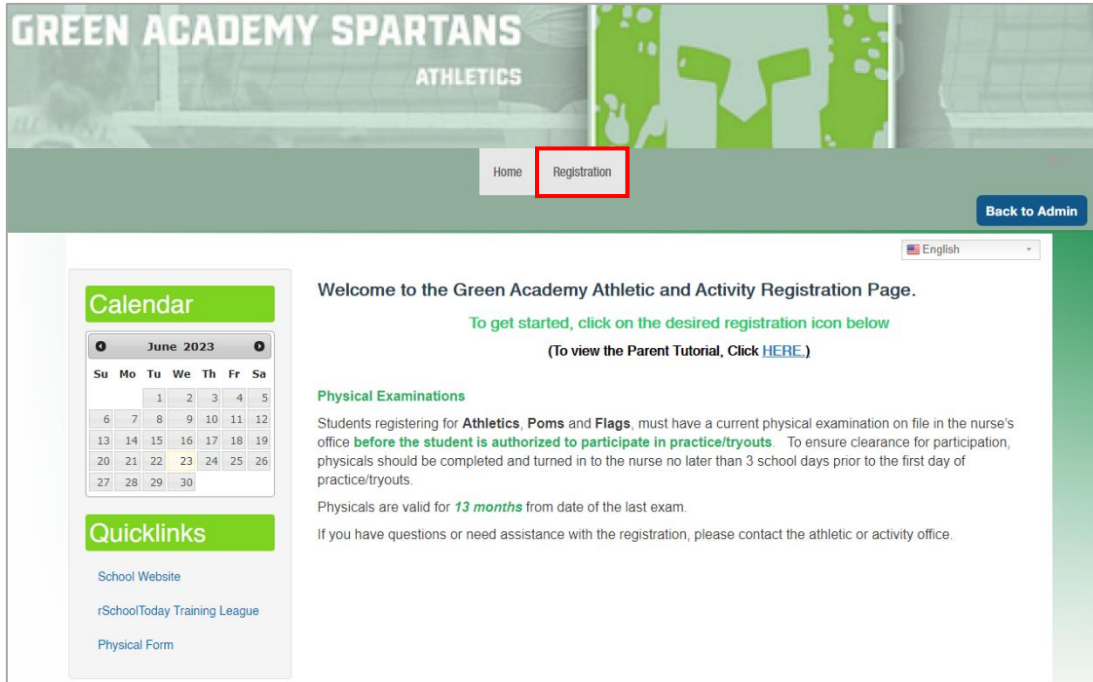 GREEN ACADEMY SPARTANS
ATHLETICS
Home Registration
Back to Admin
English
Calendar
June 2023
Su Mo Tu We Th Fr Sa
1 2 3 4 5
6 7 8 9 10 11 12
13 14 15 16 17 18 19
20 21 22 23 24 25 26
27 28 29 30
Quicklinks
School Website
rSchoolToday Training League
Physical Form
Welcome to the Green Academy Athletic and Activity Registration Page.
To get started, click on the desired registration icon below
(To view the Parent Tutorial, Click HERE.)
Physical Examinations
Students registering for Athletics, Poms and Flags, must have a current physical examination on file in the nurse's
office before the student is authorized to participate in practice/tryouts. To ensure clearance for participation,
physicals should be completed and turned in to the nurse no later than 3 school days prior to the first day of
practice/tryouts.
Physicals are valid for 13 months from date of the last exam.
If you have questions or need assistance with the registration, please contact the athletic or activity office.